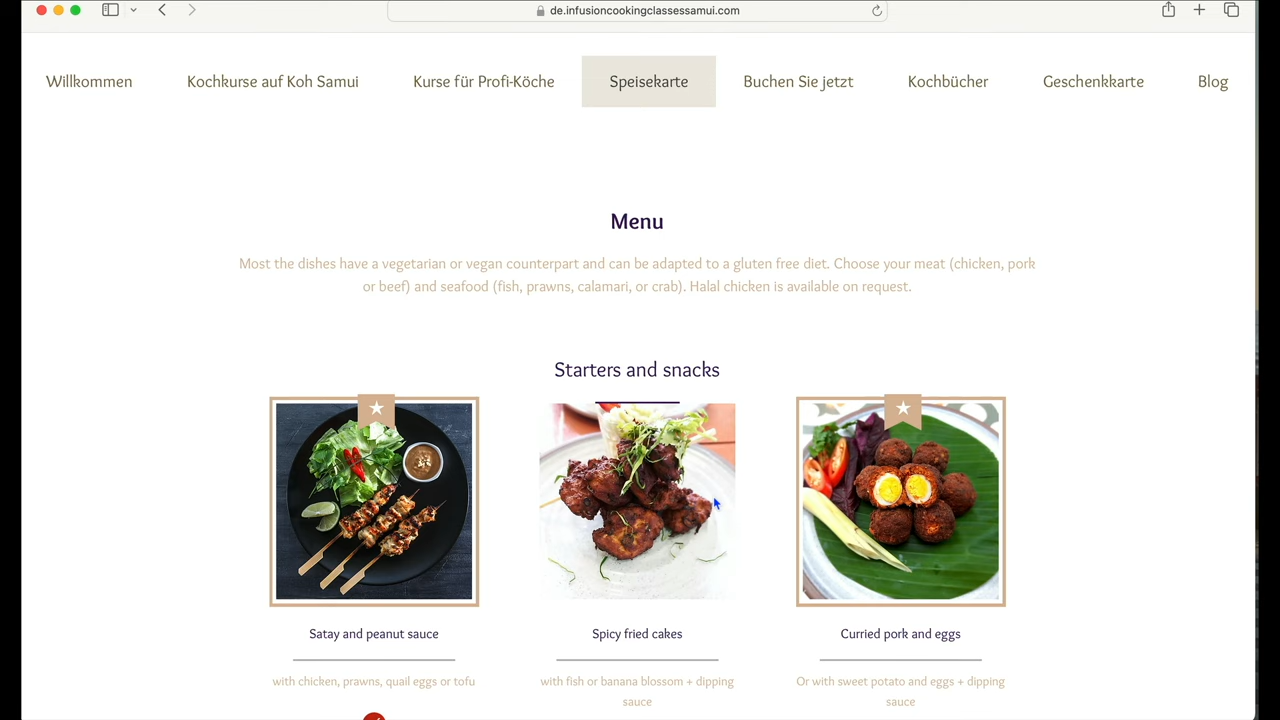 de.infusioncookingclassessamui.com
Willkommen
Kochkurse auf Koh Samui
Kurse für Profi-Köche
Speisekarte
Buchen Sie jetzt
Kochbücher
Geschenkkarte
Blog
Menu
Most the dishes have a vegetarian or vegan counterpart and can be adapted to a gluten free diet. Choose your meat (chicken, pork
or beef) and seafood (fish, prawns, calamari, or crab). Halal chicken is available on request.
Starters and snacks
Satay and peanut sauce
with chicken, prawns, quail eggs or tofu
Spicy fried cakes
with fish or banana blossom + dipping
sauce
Curried pork and eggs
Or with sweet potato and eggs + dipping
sauce